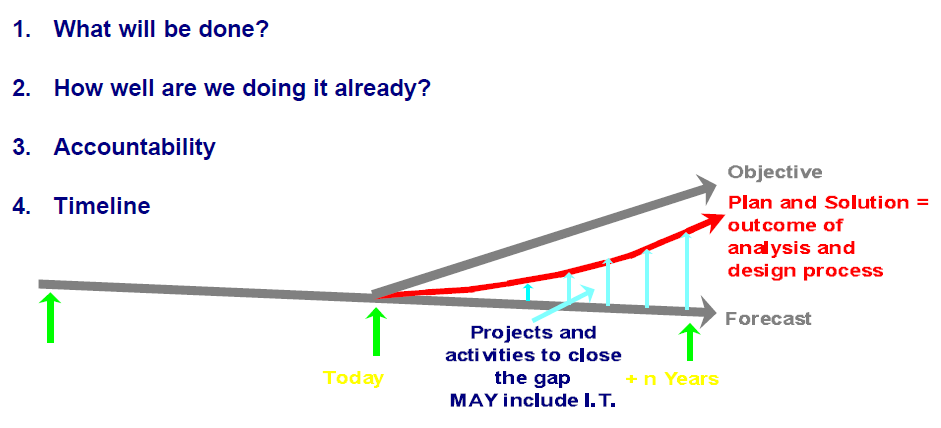 1. What will be done?
2. How well are we doing it already?
3. Accountability
4. Timeline
Objective
Plan and Solution =
outcome of
analysis and
design process
Forecast
Projects and
activities to close
the gap
MAY include I.T.
Today
+ n Years